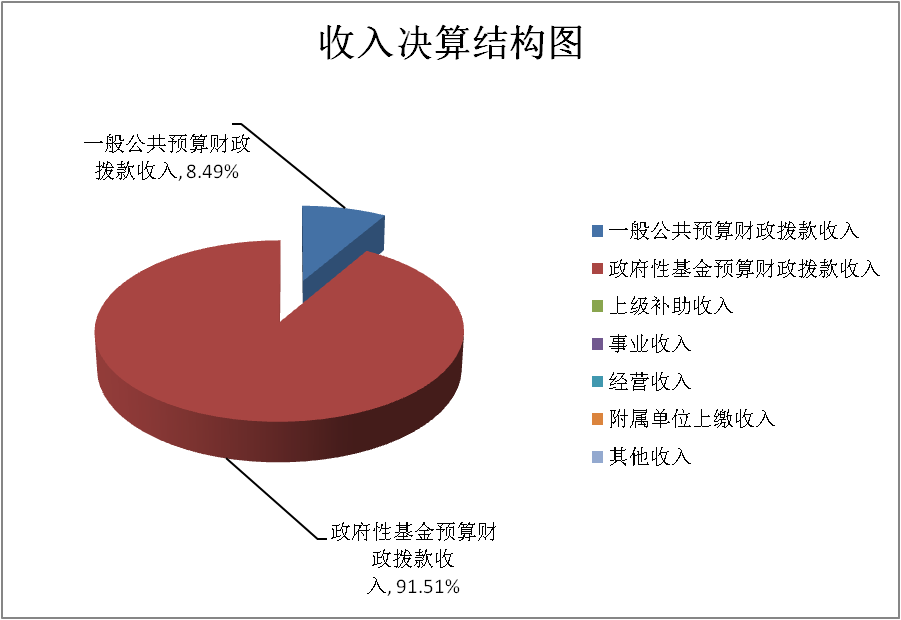 收入决算结构图
一般公共预算财政
拨款收入, 8.49%
一般公共预算财政拨款收入
政府性基金预算财政拨款收入
上级补助收入
事业收入
经营收入
附属单位上缴收入
其他收入
政府性基金预算财
政拨款收
入, 91.51%